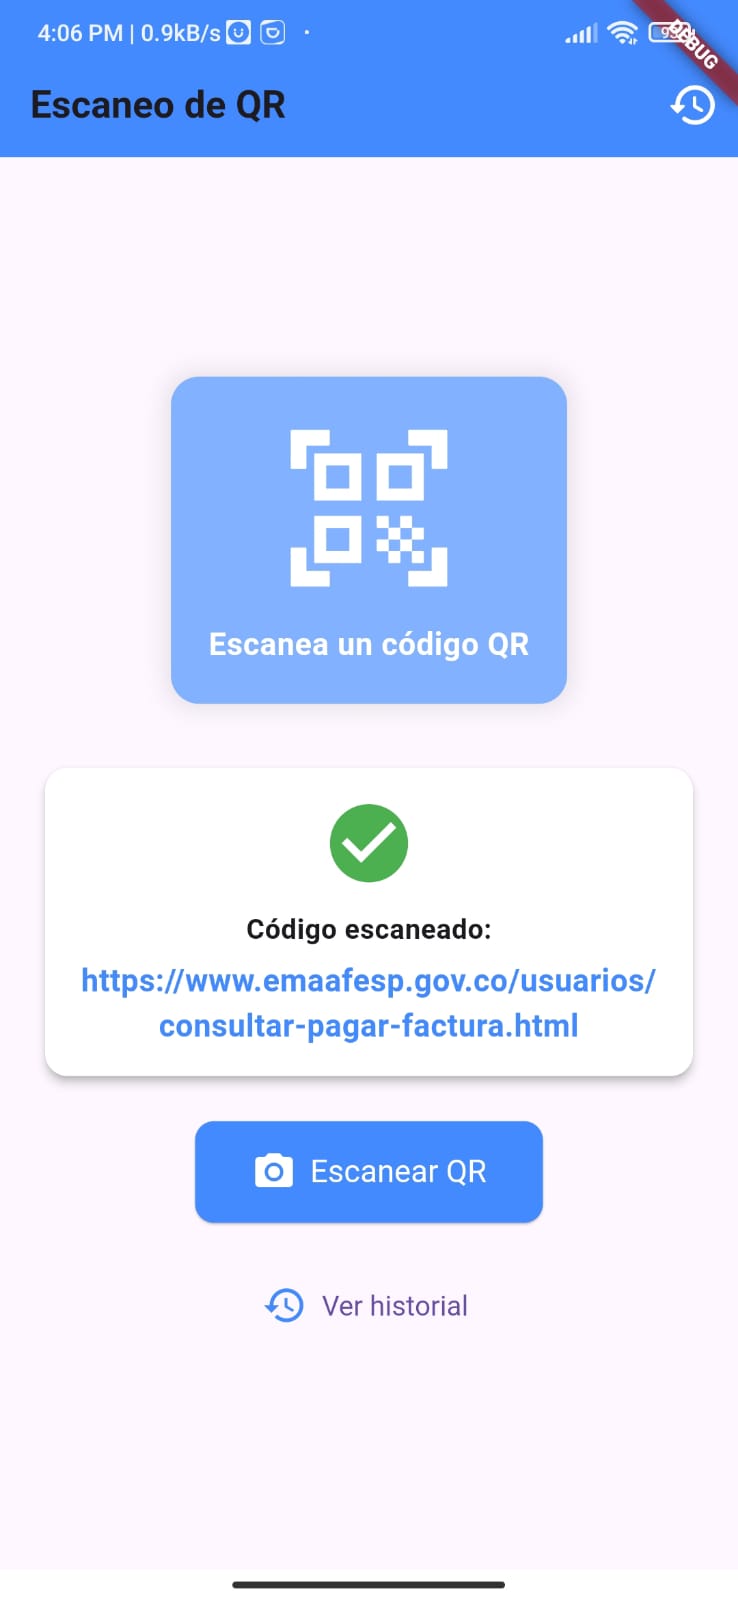 4:06 PM | 0.9kB/s
DEBUG
Escaneo de QR
Escanea un código QR
Código escaneado:
https://www.emaafesp.gov.co/usuarios/
consultar-pagar-factura.html
Escanear QR
Ver historial